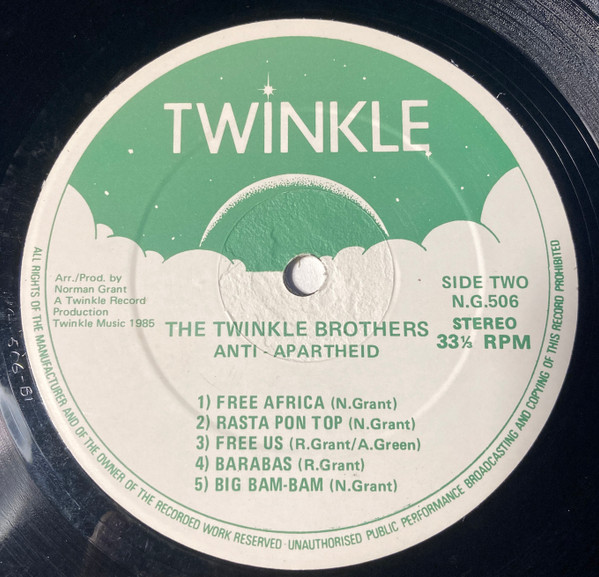 TWINKLE
Arr./Prod. by
Norman Grant
A Twinkle Record
Production
Twinkle Music 1985
SIDE TWO
N.G.506
STEREO
33⅓ RPM
THE TWINKLE BROTHERS
ANTI-APARTHEID
1) FREE AFRICA (N.Grant)
2) RASTA PON TOP (N.Grant)
3) FREE US (R.Grant/A.Green)
4) BARABAS (R.Grant)
5) BIG BAM-BAM (N.Grant)
ALL RIGHTS OF THE MANUFACTURER AND OF THE OWNER OF THE RECORDED WORK RESERVED · UNAUTHORISED PUBLIC PERFORMANCE BROADCASTING AND COPYING OF THIS RECORD PROHIBITED